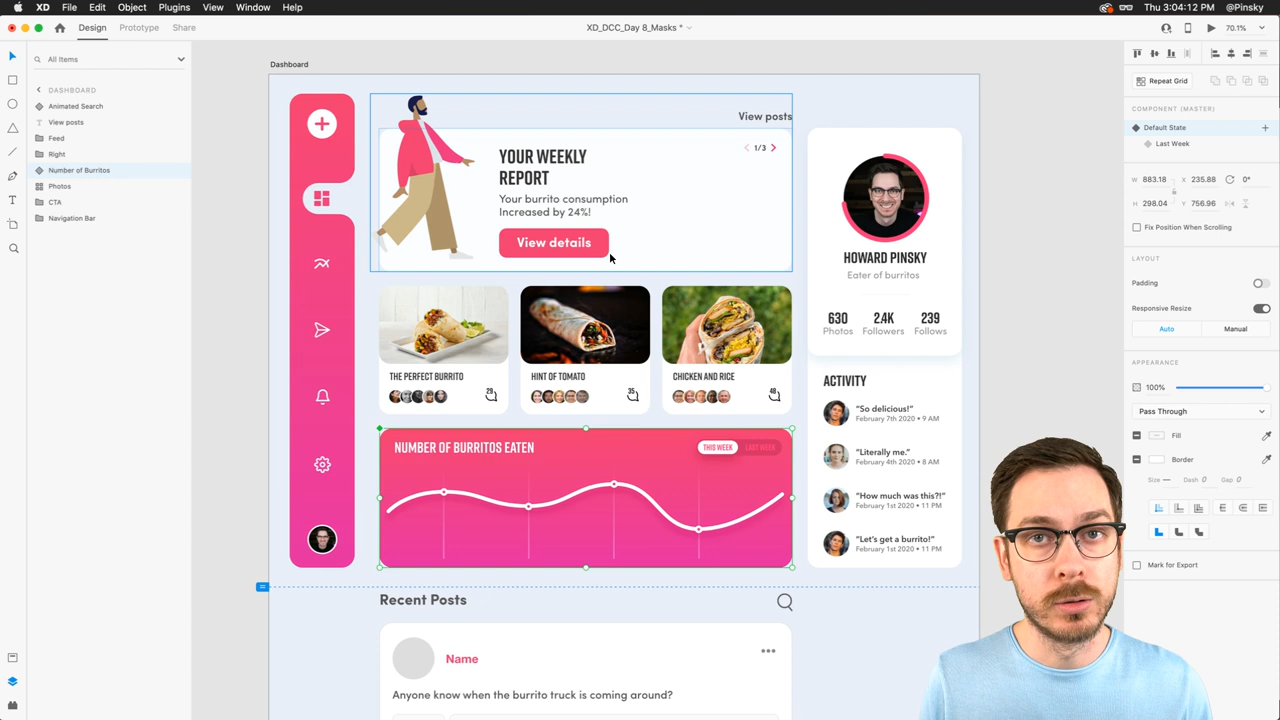 XD File Edit Object Plugins View Window Help
Thu 3:04:12 PM @Pinsky
Design Prototype Share
XD_DCC_Day 8_Masks *
70.1%
All Items
DASHBOARD
Animated Search
View posts
Feed
Right
Number of Burritos
Photos
CTA
Navigation Bar
Dashboard
View posts
1/3
YOUR WEEKLY
REPORT
Your burrito consumption
Increased by 24%!
View details
THE PERFECT BURRITO
29
HINT OF TOMATO
35
CHICKEN AND RICE
48
NUMBER OF BURRITOS EATEN
THIS WEEK
LAST WEEK
Recent Posts
Name
Anyone know when the burrito truck is coming around?
HOWARD PINSKY
Eater of burritos
630 2.4K 239
Photos Followers Follows
ACTIVITY
“So delicious!”
February 7th 2020 • 9 AM
“Literally me.”
February 4th 2020 • 8 AM
“How much was this?!”
February 1st 2020 • 11 PM
“Let’s get a burrito!”
February 1st 2020 • 11 PM
Repeat Grid
COMPONENT (MASTER)
Default State
Last Week
W 883.18 X 235.88 0°
H 298.04 Y 756.96
Fix Position When Scrolling
LAYOUT
Padding
Responsive Resize
Auto Manual
APPEARANCE
100%
Pass Through
Fill
Border
Size — Dash 0 Gap 0
Mark for Export